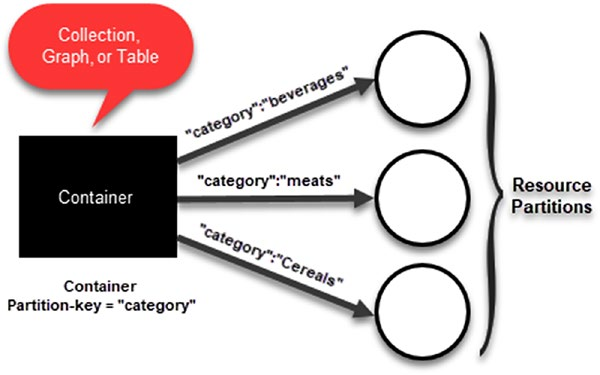 Collection,
Graph, or Table
Container
Container
Partition-key = "category"
"category":"beverages"
"category":"meats"
"category":"Cereals"
Resource
Partitions